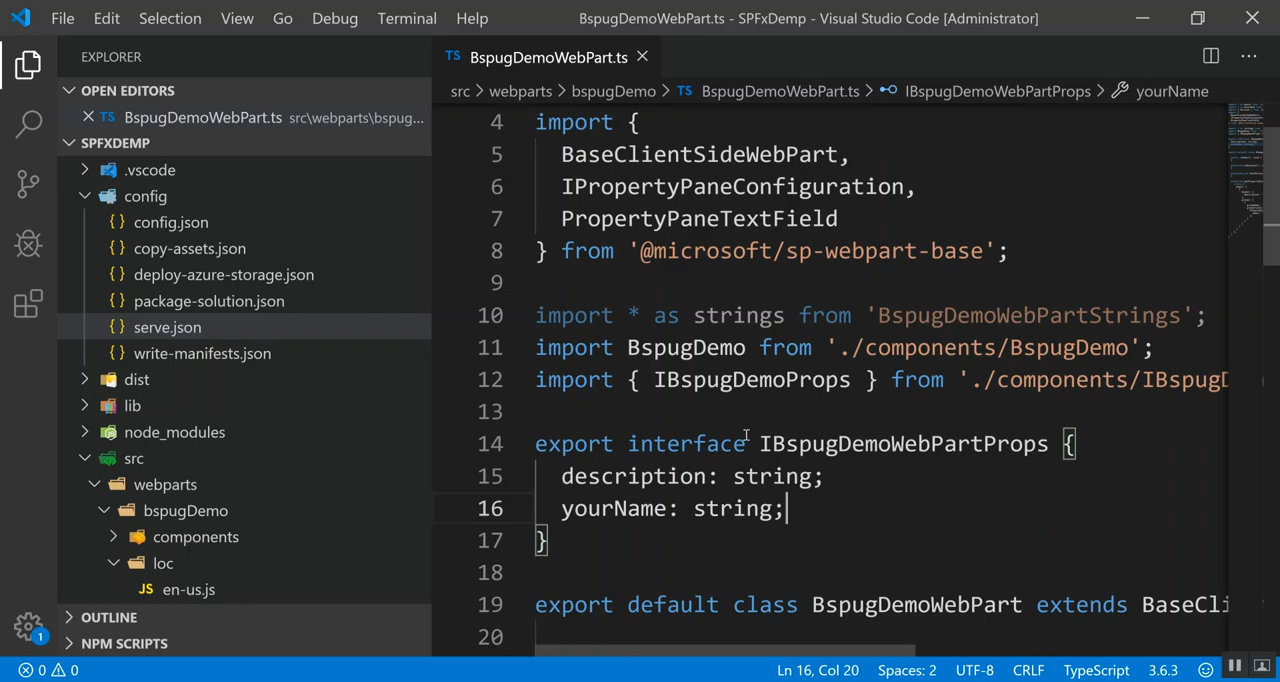 File Edit Selection View Go Debug Terminal Help BspugDemoWebPart.ts - SPFxDemp - Visual Studio Code [Administrator]
EXPLORER
OPEN EDITORS
TS BspugDemoWebPart.ts src\webparts\bspug...
SPFXDEMP
.vscode
config
{} config.json
{} copy-assets.json
{} deploy-azure-storage.json
{} package-solution.json
{} serve.json
{} write-manifests.json
dist
lib
node_modules
src
webparts
bspugDemo
components
loc
JS en-us.js
OUTLINE
NPM SCRIPTS
TS BspugDemoWebPart.ts
src > webparts > bspugDemo > TS BspugDemoWebPart.ts > IBspugDemoWebPartProps > yourName
4 import {
5 BaseClientSideWebPart,
6 IPropertyPaneConfiguration,
7 PropertyPaneTextField
8 } from '@microsoft/sp-webpart-base';
9
10 import * as strings from 'BspugDemoWebPartStrings';
11 import BspugDemo from './components/BspugDemo';
12 import { IBspugDemoProps } from './components/IBspug
13
14 export interface IBspugDemoWebPartProps {
15 description: string;
16 yourName: string;
17 }
18
19 export default class BspugDemoWebPart extends BaseCli
20
0 0 Ln 16, Col 20 Spaces: 2 UTF-8 CRLF TypeScript 3.6.3
1